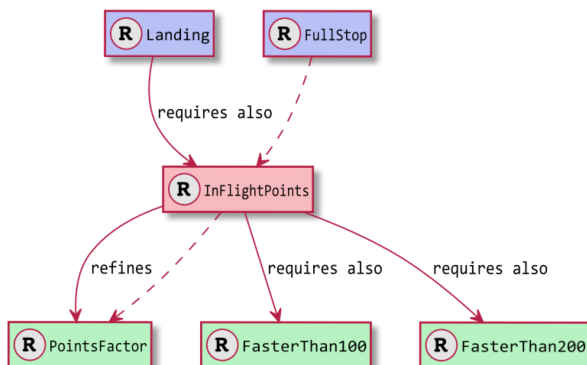 R Landing
R FullStop
requires also
R InFlightPoints
refines
requires also
requires also
R PointsFactor
R FasterThan100
R FasterThan200